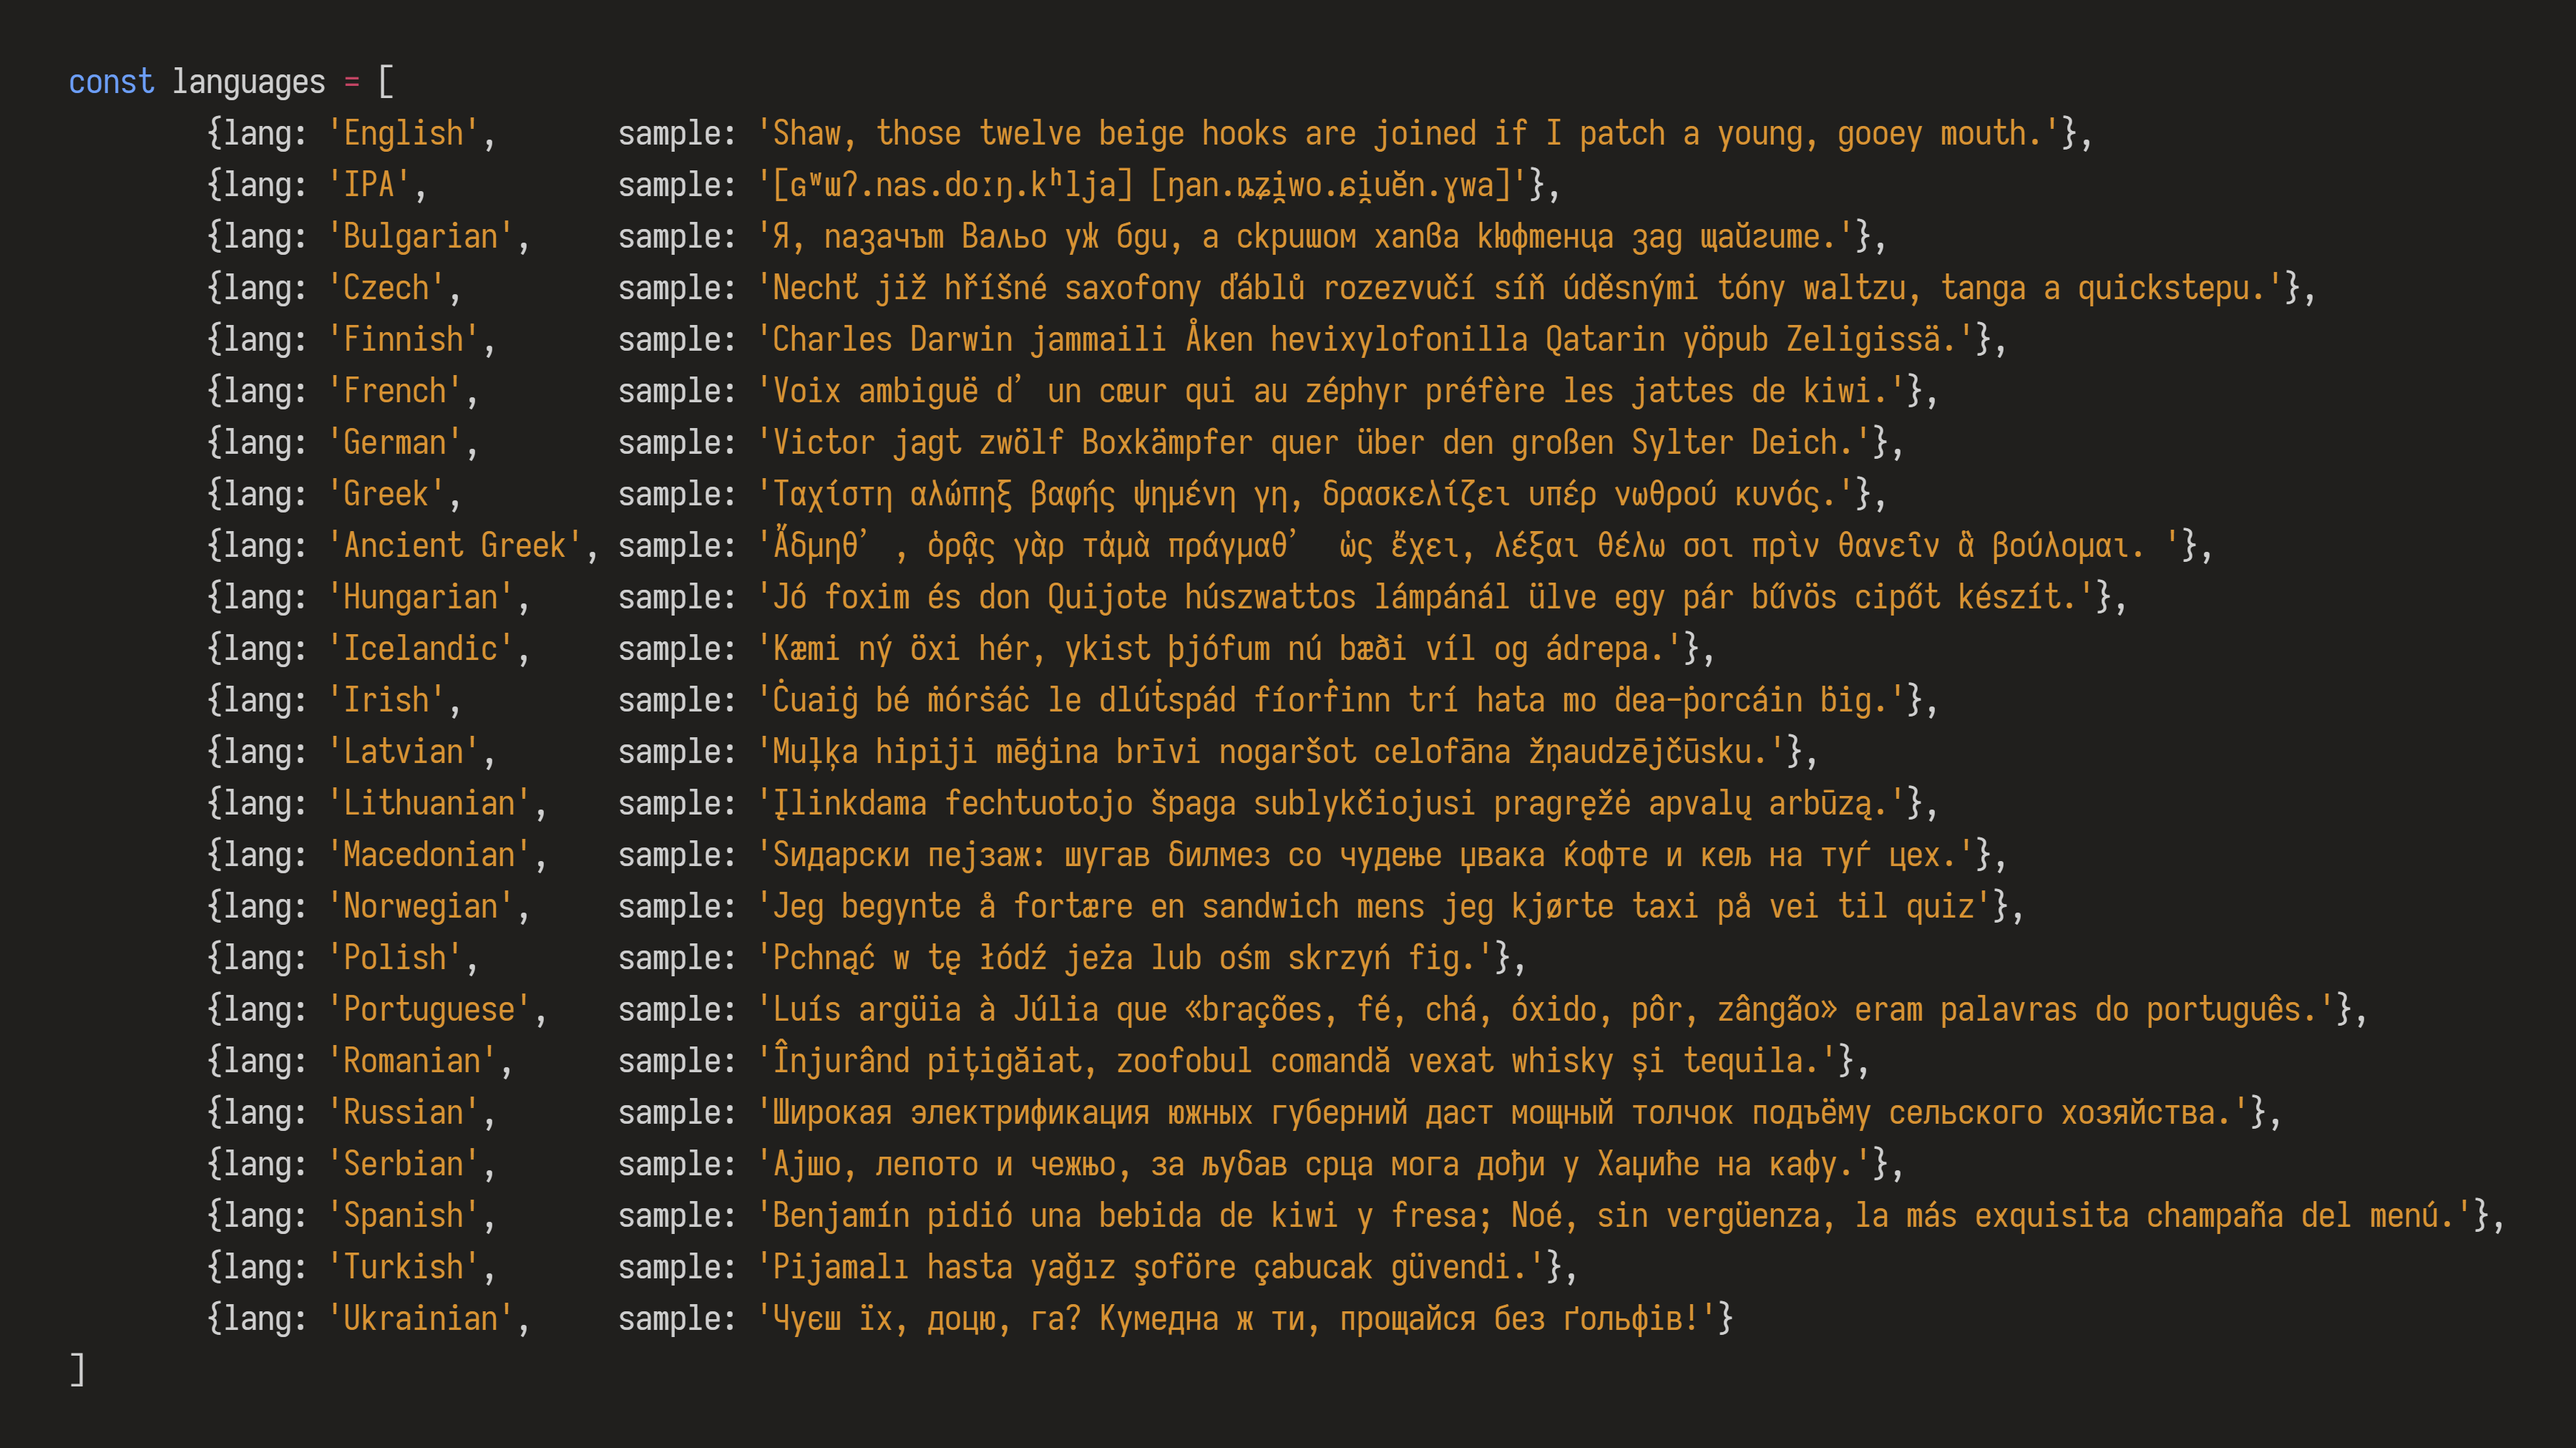 const languages = [
{lang: 'English', sample: 'Shaw, those twelve beige hooks are joined if I patch a young, gooey mouth.'},
{lang: 'IPA', sample: '[ɢʷɯʔ.nas.doːŋ.kʰlja] [ŋan.ȵʑi̯wo.ɕi̯uĕn.ɣwa]'},
{lang: 'Bulgarian', sample: 'Я, пазачът Вальо уж бди, а скришом хапва кюфтенца зад щайгите.'},
{lang: 'Czech', sample: 'Nechť již hříšné saxofony ďáblů rozezvučí síň úděsnými tóny waltzu, tanga a quickstepu.'},
{lang: 'Finnish', sample: 'Charles Darwin jammaili Åken hevixylofonilla Qatarin yöpub Zeligissä.'},
{lang: 'French', sample: 'Voix ambiguë d’un cœur qui au zéphyr préfère les jattes de kiwi.'},
{lang: 'German', sample: 'Victor jagt zwölf Boxkämpfer quer über den großen Sylter Deich.'},
{lang: 'Greek', sample: 'Ταχίστη αλώπηξ βαφής ψημένη γη, δρασκελίζει υπέρ νωθρού κυνός.'},
{lang: 'Ancient Greek', sample: 'Ἄδμηθ’, ὁρᾷς γὰρ τἀμὰ πράγμαθ’ ὡς ἔχει, λέξαι θέλω σοι πρὶν θανεῖν ἃ βούλομαι. '},
{lang: 'Hungarian', sample: 'Jó foxim és don Quijote húszwattos lámpánál ülve egy pár bűvös cipőt készít.'},
{lang: 'Icelandic', sample: 'Kæmi ný öxi hér, ykist þjófum nú bæði víl og ádrepa.'},
{lang: 'Irish', sample: 'Ċuaiġ bé ṁórṡáċ le dlúṫspád fíorḟinn trí hata mo ḋea-ṗorcáin ḃig.'},
{lang: 'Latvian', sample: 'Muļķa hipiji mēģina brīvi nogaršot celofāna žņaudzējčūsku.'},
{lang: 'Lithuanian', sample: 'Įlinkdama fechtuotojo špaga sublykčiojusi pragręžė apvalų arbūzą.'},
{lang: 'Macedonian', sample: 'Ѕидарски пејзаж: шугав билмез со чудење џвака ќофте и кељ на туѓ цех.'},
{lang: 'Norwegian', sample: 'Jeg begynte å fortære en sandwich mens jeg kjørte taxi på vei til quiz'},
{lang: 'Polish', sample: 'Pchnąć w tę łódź jeża lub ośm skrzyń fig.'},
{lang: 'Portuguese', sample: 'Luís argüia à Júlia que «brações, fé, chá, óxido, pôr, zângão» eram palavras do português.'},
{lang: 'Romanian', sample: 'Înjurând pițigăiat, zoofobul comandă vexat whisky și tequila.'},
{lang: 'Russian', sample: 'Широкая электрификация южных губерний даст мощный толчок подъёму сельского хозяйства.'},
{lang: 'Serbian', sample: 'Ајшо, лепото и чежњо, за љубав срца мога дођи у Хаџиће на кафу.'},
{lang: 'Spanish', sample: 'Benjamín pidió una bebida de kiwi y fresa; Noé, sin vergüenza, la más exquisita champaña del menú.'},
{lang: 'Turkish', sample: 'Pijamalı hasta yağız şoföre çabucak güvendi.'},
{lang: 'Ukrainian', sample: 'Чуєш їх, доцю, га? Кумедна ж ти, прощайся без ґольфів!'}
]